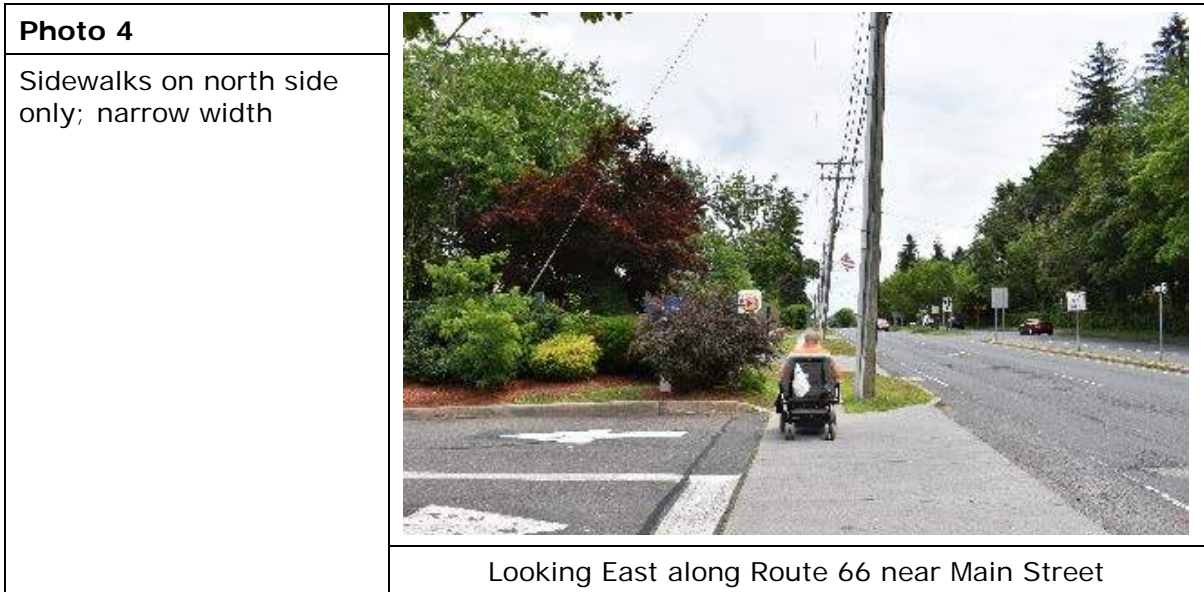 Photo 4
Sidewalks on north side
only; narrow width
Looking East along Route 66 near Main Street